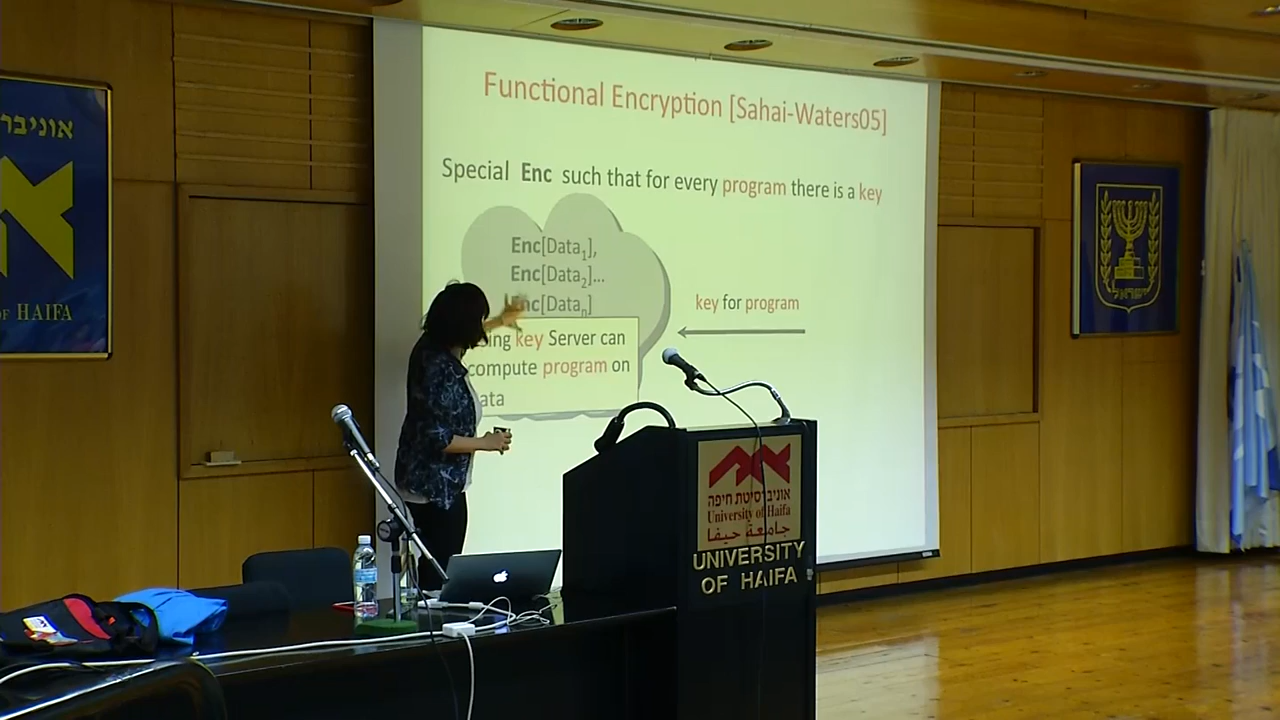 Functional Encryption [Sahai-Waters05]
Special Enc such that for every program there is a key
Enc[Data1],
Enc[Data2]...
Enc[Datan]
key Server can
compute program on
key for program
OF HAIFA
אוניברסיטת חיפה
University of Haifa
جامعة حيفا
UNIVERSITY
OF HAIFA
ישראל